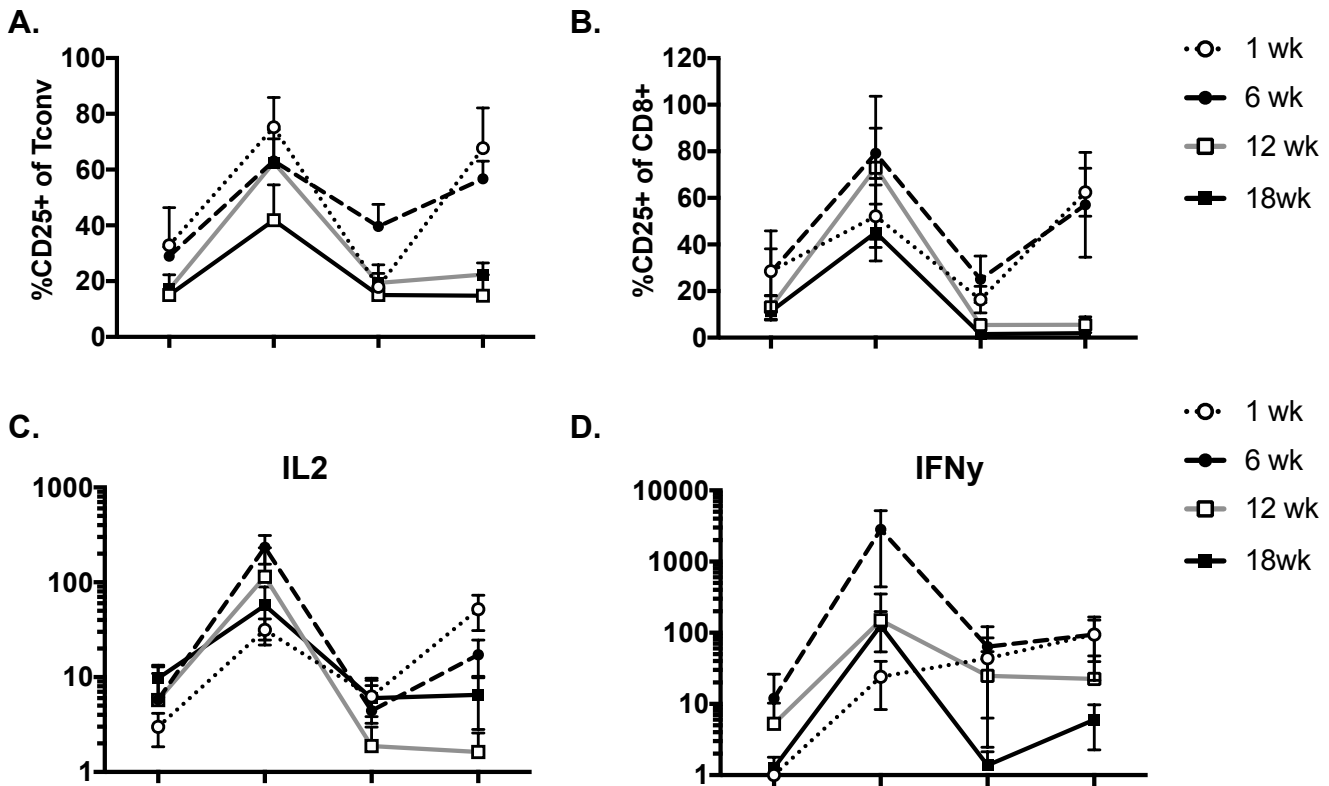 A.
%CD25+ of Tconv
100
80
60
40
20
0
B.
%CD25+ of CD8+
120
100
80
60
40
20
0
1 wk
6 wk
12 wk
18wk
C.
IL2
1000
100
10
1
D.
IFNy
10000
1000
100
10
1
1 wk
6 wk
12 wk
18wk